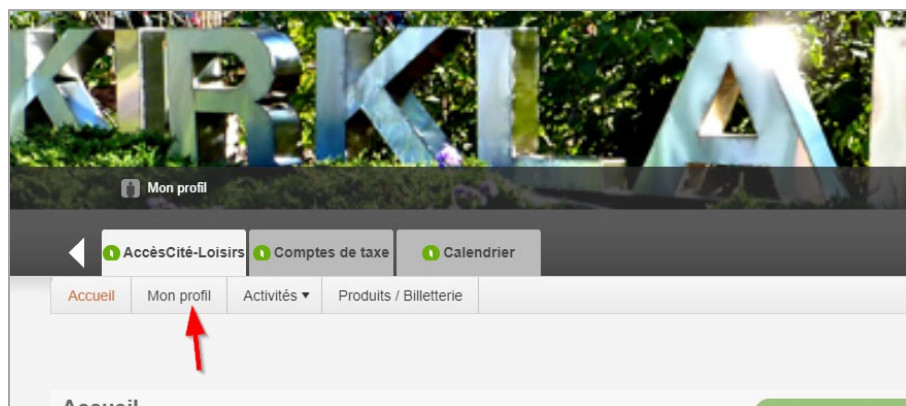 KIRKLA
Mon profil
AccèsCité-Loisirs Comptes de taxe Calendrier
Accueil Mon profil Activités ▾ Produits / Billetterie
Accueil